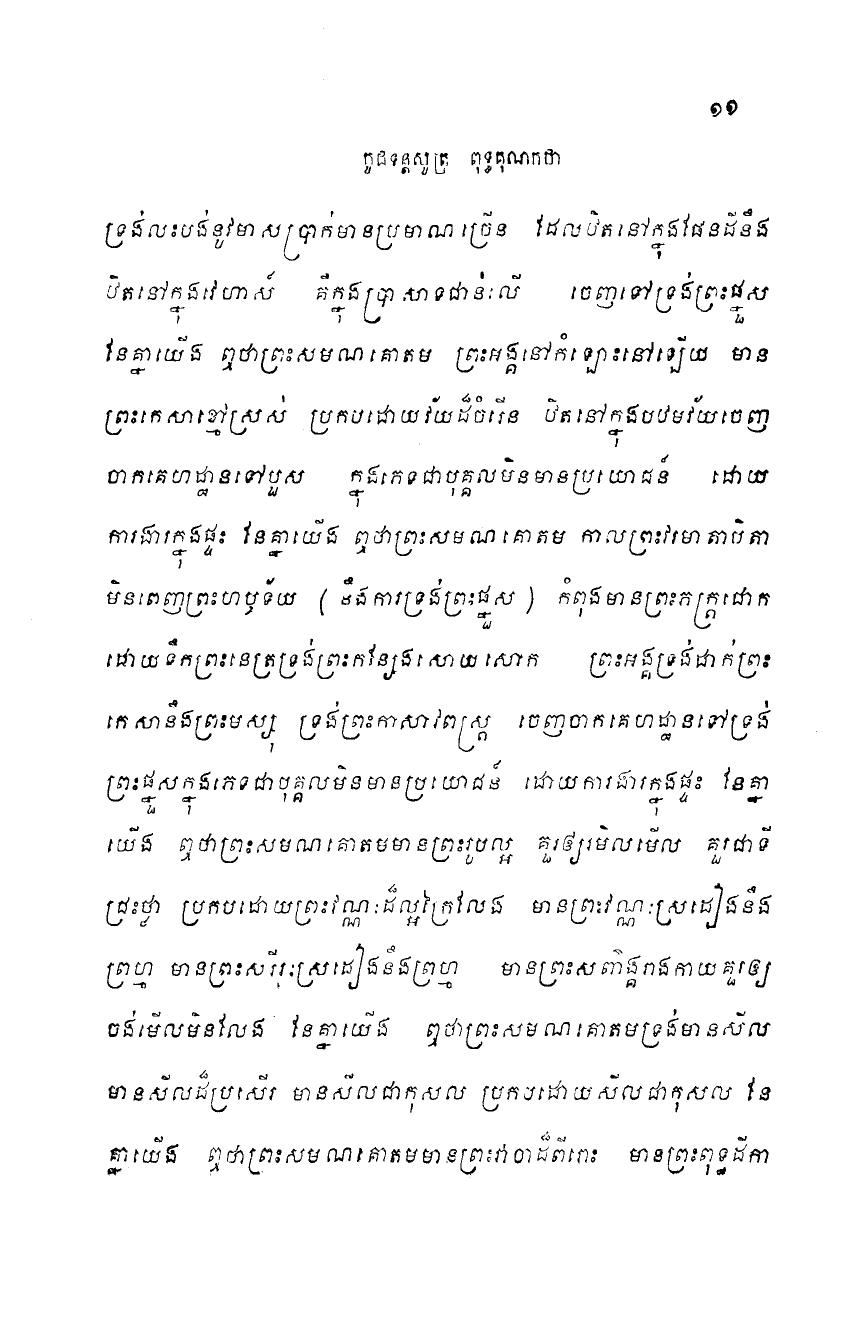 ១១
កូដទន្តសូត្រ ពុទ្ធគុណកថា
ទ្រង់លះបង់នូវមាសប្រាក់មានប្រមាណច្រើន ដែលឋិតនៅក្នុងផែនដីនឹង
ឋិតនៅក្នុងវេហាស៍ គឺក្នុងប្រាសាទជាន់លើ ចេញទៅទ្រង់ព្រះផ្នួស
នែគ្នាយើង ឮថាព្រះសមណគោតម ព្រះអង្គនៅកំឡោះនៅឡើយ មាន
ព្រះកេសាខ្មៅស្រស់ ប្រកបដោយវ័យដ៏ចំរើន ឋិតនៅក្នុងបឋមវ័យចេញ
ចាកគេហដ្ឋានទៅបួស ក្នុងភេទជាបុគ្គលមិនមានប្រយោជន៍ ដោយ
ការងារក្នុងផ្ទះ នែគ្នាយើង ឮថាព្រះសមណគោតម កាលព្រះវរមាតាបិតា
មិនពេញព្រះហឫទ័យ ( នឹងការទ្រង់ព្រះផ្នួស ) កំពុងមានព្រះភក្ត្រជោក
ដោយទឹកព្រះនេត្រទ្រង់ព្រះកន្សែងសោយសោក ព្រះអង្គទ្រង់ដាក់ព្រះ
កេសានឹងព្រះមស្សុ ទ្រង់ព្រះកាសាវពស្ត្រ ចេញចាកគេហដ្ឋានទៅទ្រង់
ព្រះផ្នួសក្នុងភេទជាបុគ្គលមិនមានប្រយោជន៍ ដោយការងារក្នុងផ្ទះ នែគ្នា
យើង ឮថាព្រះសមណគោតមមានព្រះរូបល្អ គួរឲ្យរមិលមើល គួរជាទី
ជ្រះថ្លា ប្រកបដោយព្រះវណ្ណៈដ៏ល្អក្រៃលែង មានព្រះវណ្ណៈស្រដៀងនឹង
ព្រហ្ម មានព្រះសរីរៈស្រដៀងនឹងព្រហ្ម មានព្រះសព៌ាង្គរាងកាយគួរឲ្យ
ចង់មើលមិនលែង នែគ្នាយើង ឮថាព្រះសមណគោតមទ្រង់មានសីល
មានសីលដ៏ប្រសើរ មានសីលជាកុសល ប្រកបដោយសីលជាកុសល នែ
គ្នាយើង ឮថាព្រះសមណគោតមមានព្រះវាចាដ៏ពីរោះ មានព្រះពុទ្ធដីកា